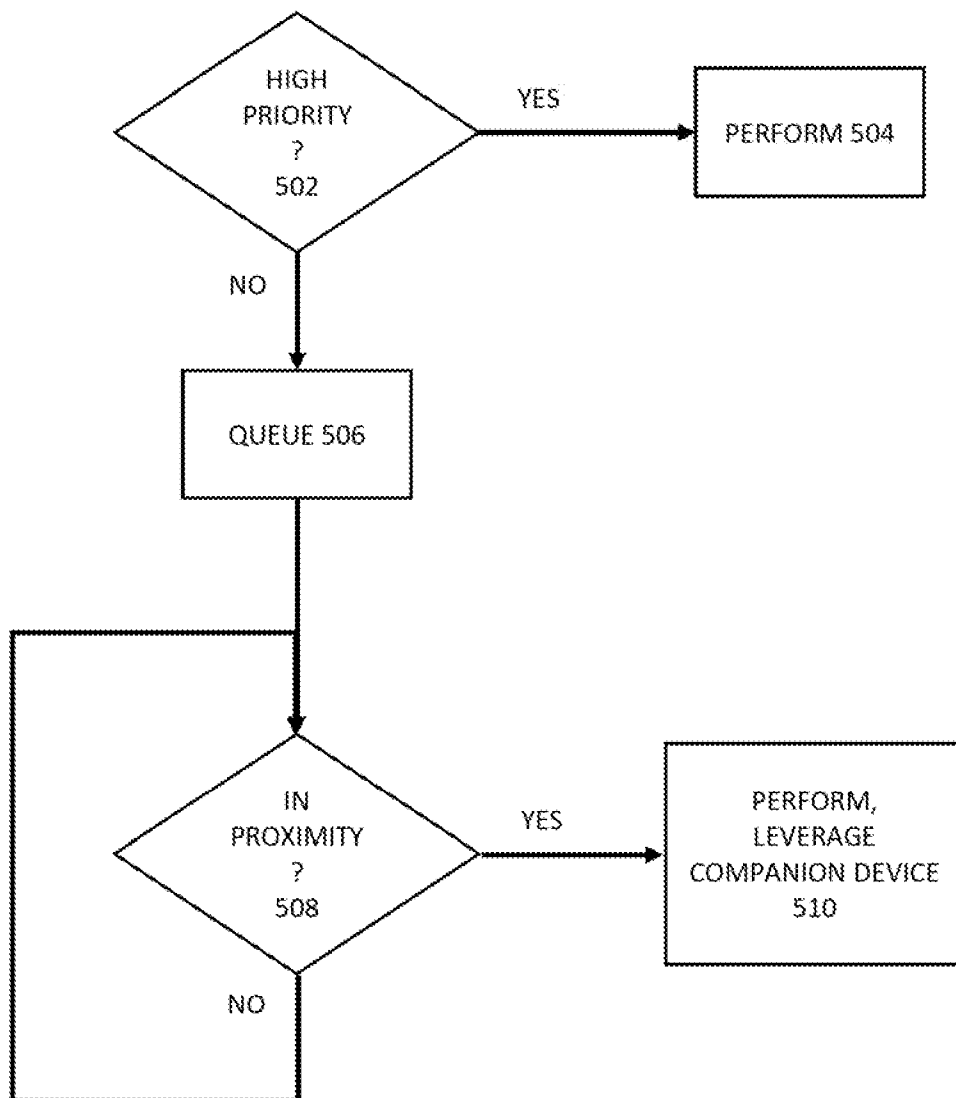 HIGH
PRIORITY
?
502
YES
PERFORM 504
NO
QUEUE 506
IN
PROXIMITY
?
508
YES
PERFORM,
LEVERAGE
COMPANION DEVICE
510
NO